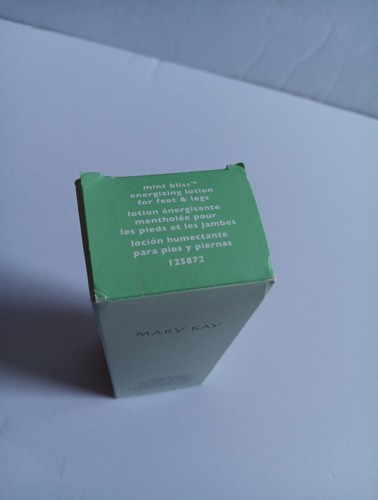 mint bliss™
energizing lotion
for feet & legs
lotion énergisante
mentholée pour
les pieds et les jambes
loción humectante
para pies y piernas
125872
MARY KAY